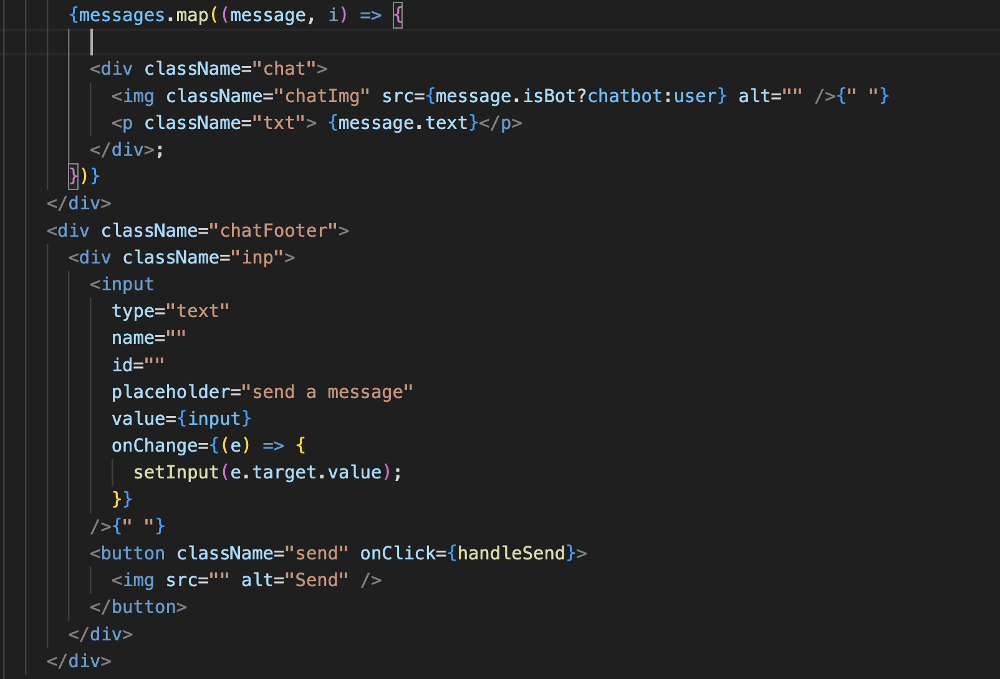 {messages.map((message, i) => {
<div className="chat">
<img className="chatImg" src={message.isBot?chatbot:user} alt="" />{" "}
<p className="txt"> {message.text}</p>
</div>;
})}
</div>
<div className="chatFooter">
<div className="inp">
<input
type="text"
name=""
id=""
placeholder="send a message"
value={input}
onChange={(e) => {
setInput(e.target.value);
}}
/>{" "}
<button className="send" onClick={handleSend}>
<img src="" alt="Send" />
</button>
</div>
</div>